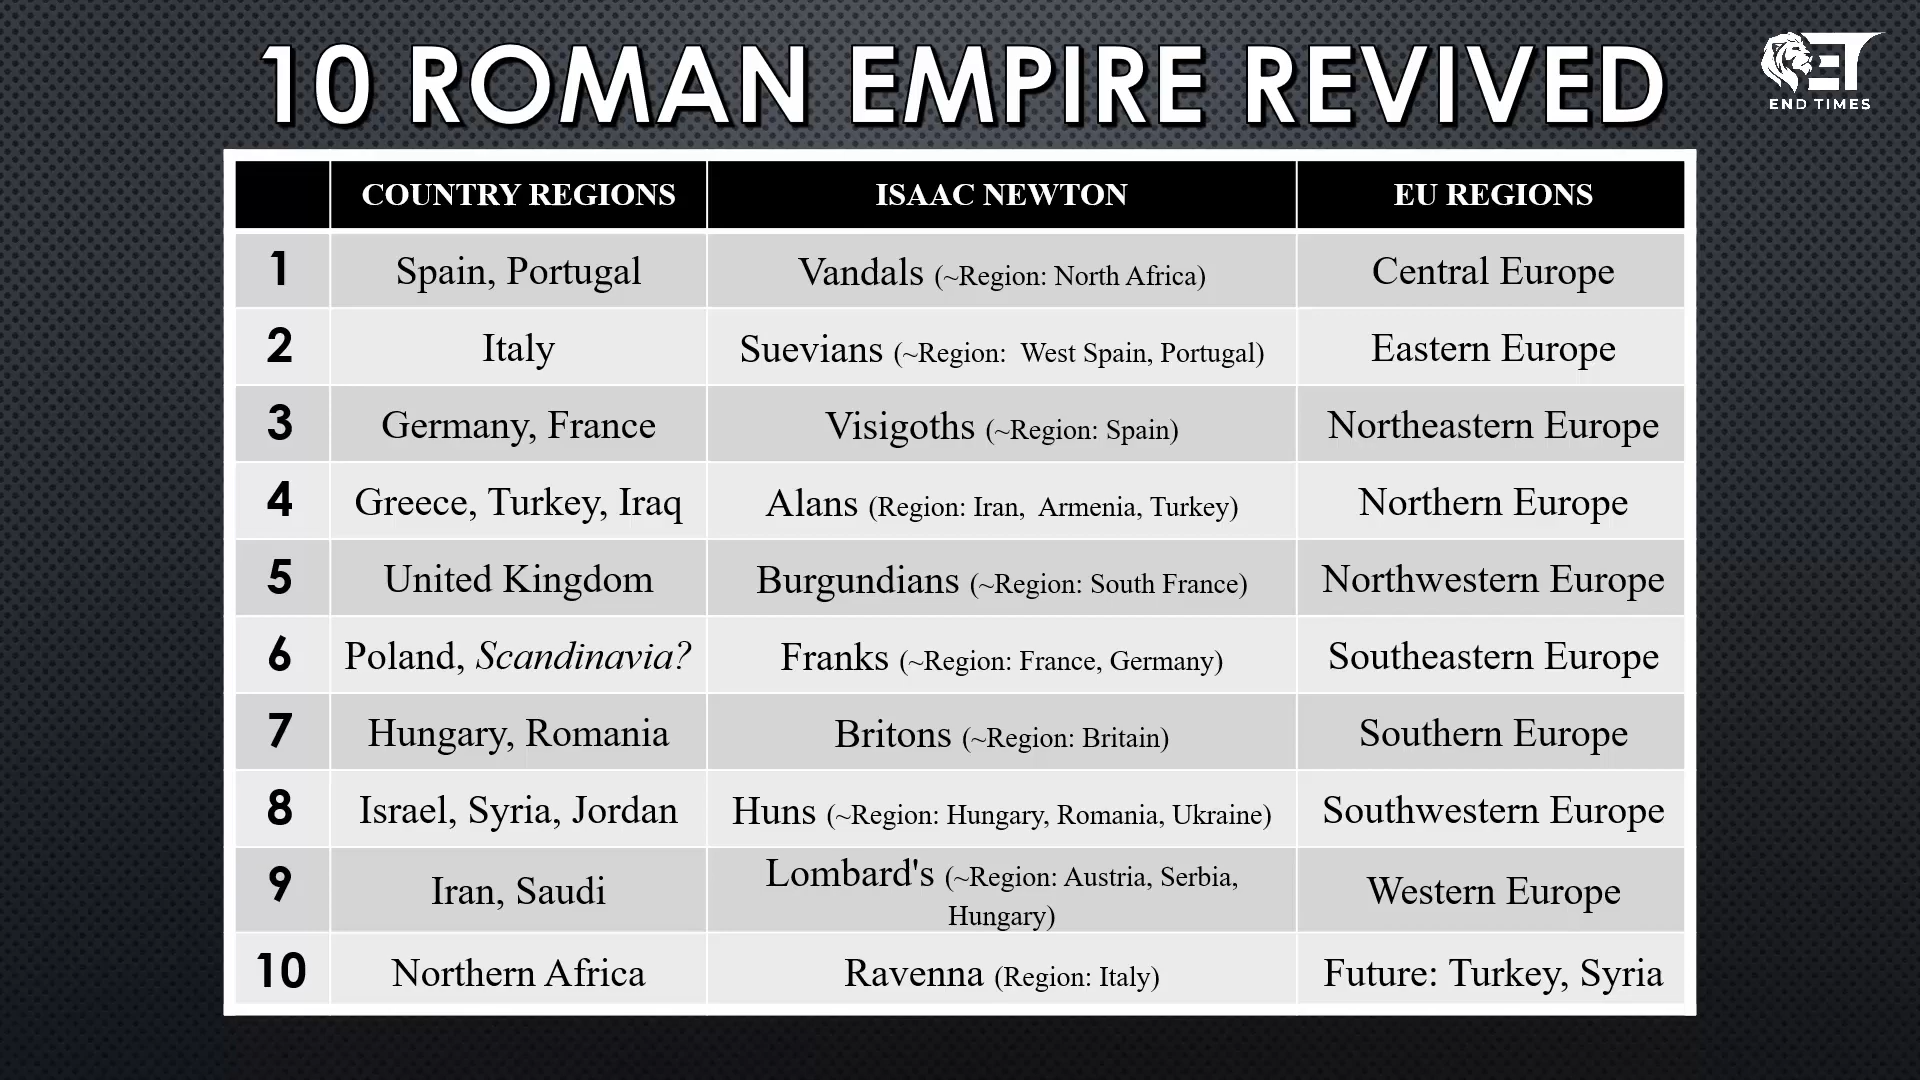 10 ROMAN EMPIRE REVIVED
ET
END TIMES
COUNTRY REGIONS ISAAC NEWTON EU REGIONS
1 Spain, Portugal Vandals (~Region: North Africa) Central Europe
2 Italy Suevians (~Region:  West Spain, Portugal) Eastern Europe
3 Germany, France Visigoths (~Region: Spain) Northeastern Europe
4 Greece, Turkey, Iraq Alans (Region: Iran,  Armenia, Turkey) Northern Europe
5 United Kingdom Burgundians (~Region: South France) Northwestern Europe
6 Poland, Scandinavia? Franks (~Region: France, Germany) Southeastern Europe
7 Hungary, Romania Britons (~Region: Britain) Southern Europe
8 Israel, Syria, Jordan Huns (~Region: Hungary, Romania, Ukraine) Southwestern Europe
9 Iran, Saudi Lombard's (~Region: Austria, Serbia,
Hungary) Western Europe
10 Northern Africa Ravenna (Region: Italy) Future: Turkey, Syria